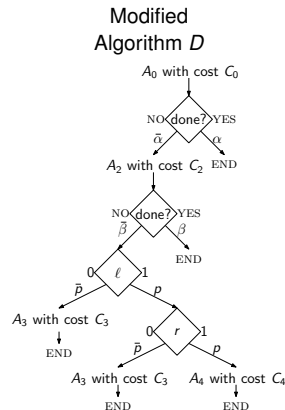 Modified
Algorithm D
A₀ with cost C₀
NO done? YES
ᾱ α
A₂ with cost C₂ END
NO done? YES
β̄ β
END
0 ℓ 1
p̄ p
A₃ with cost C₃ 0 r 1
END p̄ p
A₃ with cost C₃ A₄ with cost C₄
END END